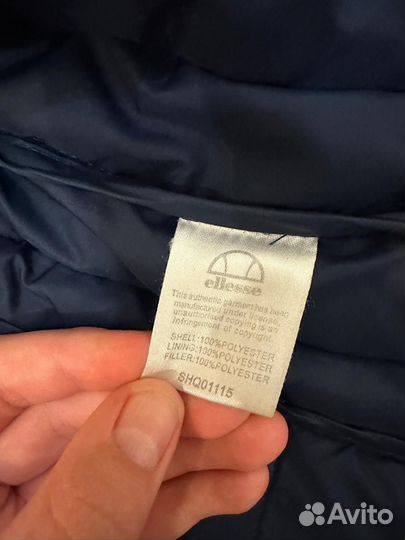 ellesse
This authentic garment has been
manufactured under license,
unauthorised copying is an
infringement of copyright.
SHELL:100%POLYESTER
LINING:100%POLYESTER
FILLER:100%POLYESTER
SHQ01115
Avito